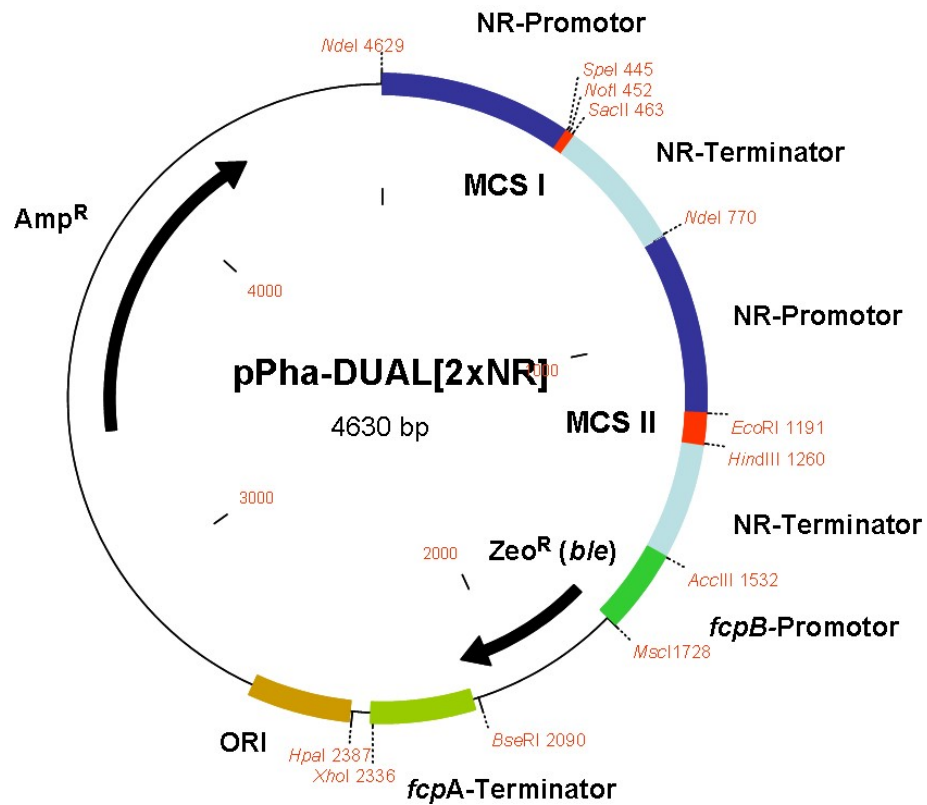 NR-Promotor
NdeI 4629
SpeI 445
NotI 452
SacII 463
NR-Terminator
MCS I
AmpR
NdeI 770
4000
NR-Promotor
pPha-DUAL[2xNR]
1000
4630 bp
MCS II
EcoRI 1191
HindIII 1260
3000
NR-Terminator
ZeoR (ble)
2000
AccIII 1532
fcpB-Promotor
MscI1728
ORI
HpaI 2387
BseRI 2090
XhoI 2336
fcpA-Terminator